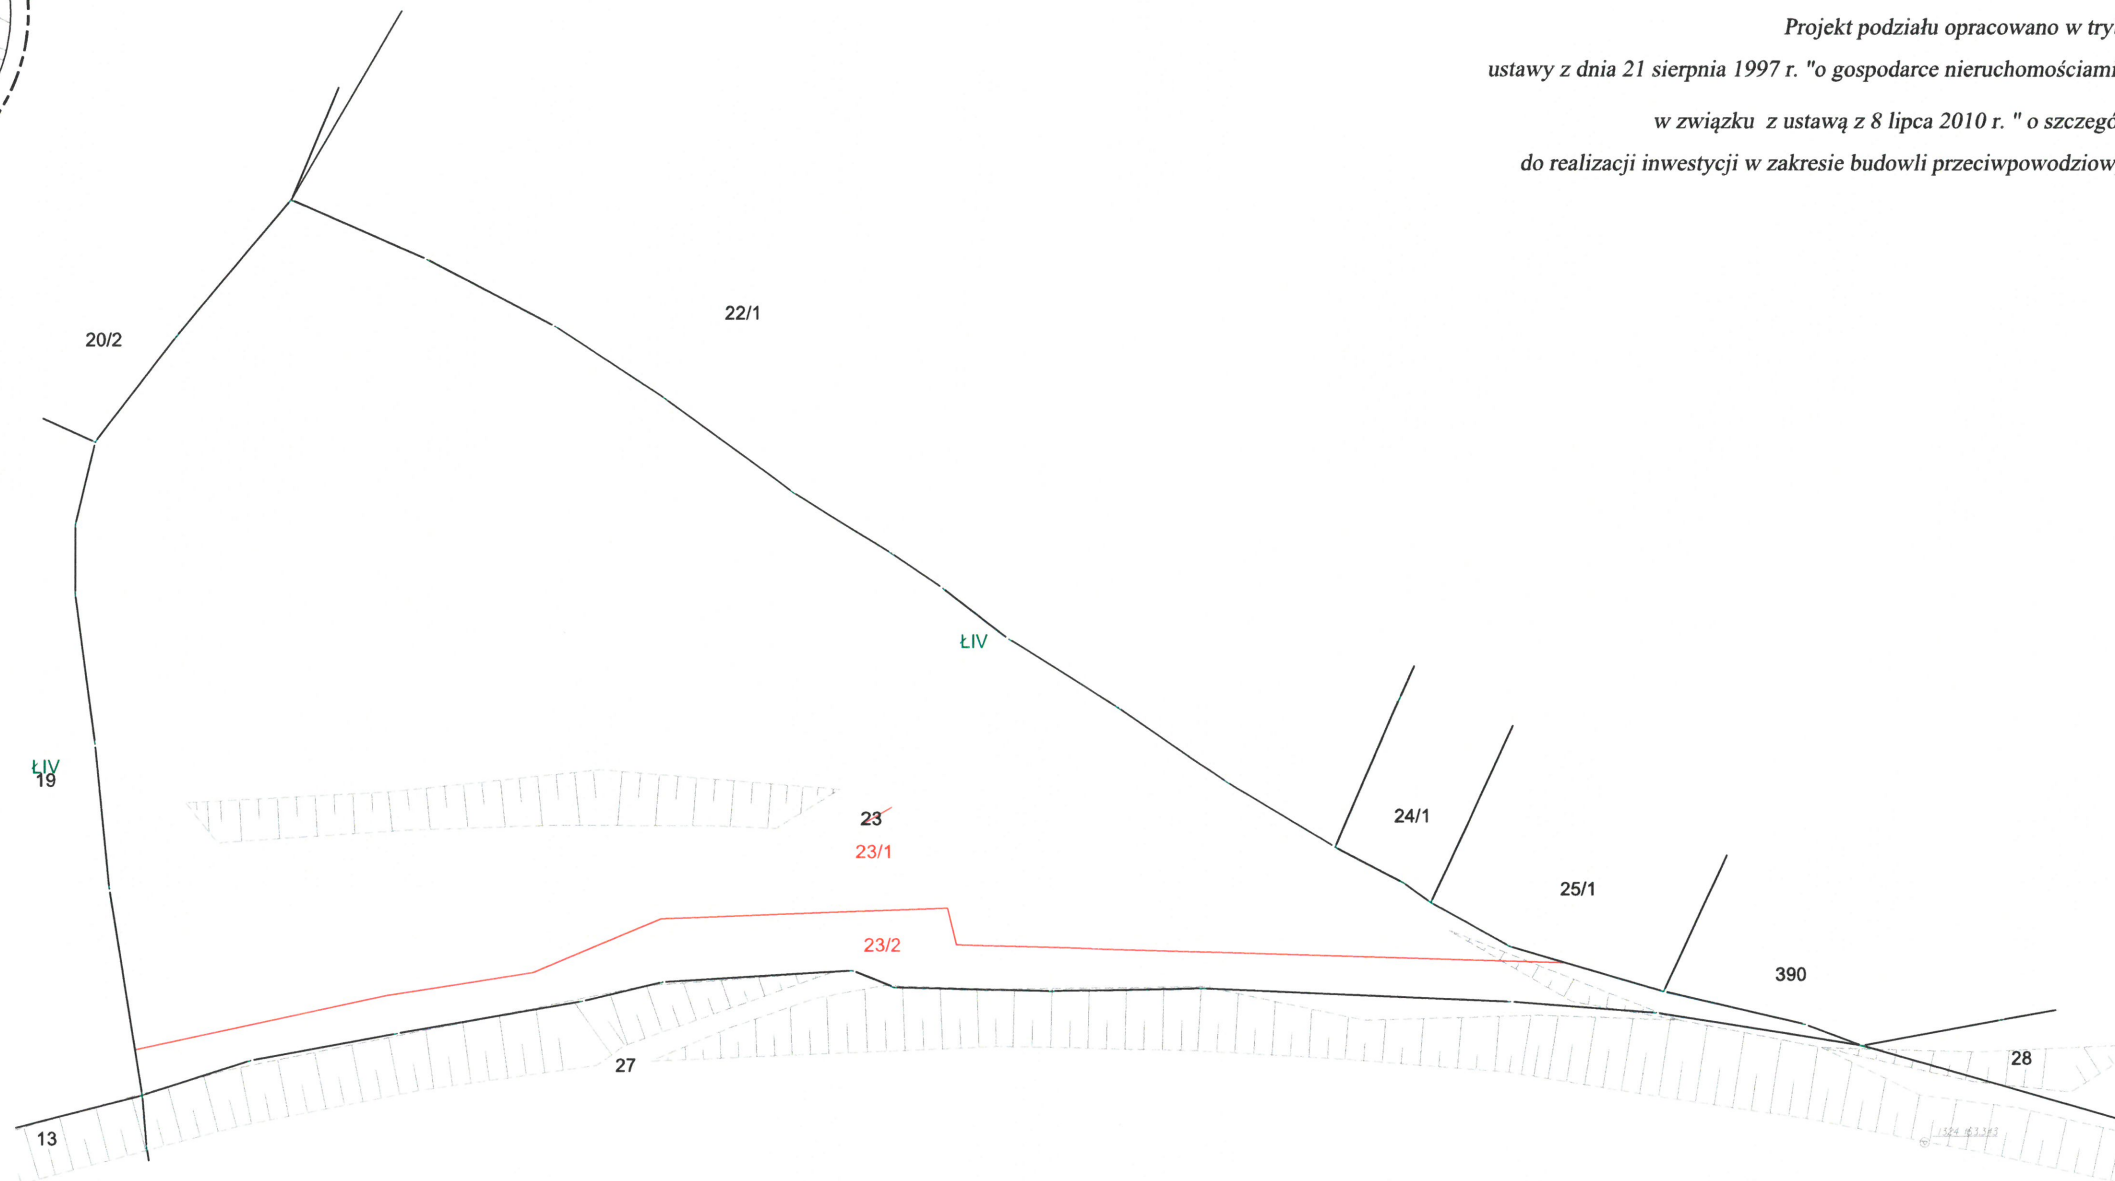 Projekt podziału opracowano w try
ustawy z dnia 21 sierpnia 1997 r. "o gospodarce nieruchomościami
w związku z ustawą z 8 lipca 2010 r. " o szczegó
do realizacji inwestycji w zakresie budowli przeciwpowodziow
22/1
20/2
ŁIV
ŁIV
19
23
24/1
23/1
25/1
23/2
390
28
27
13